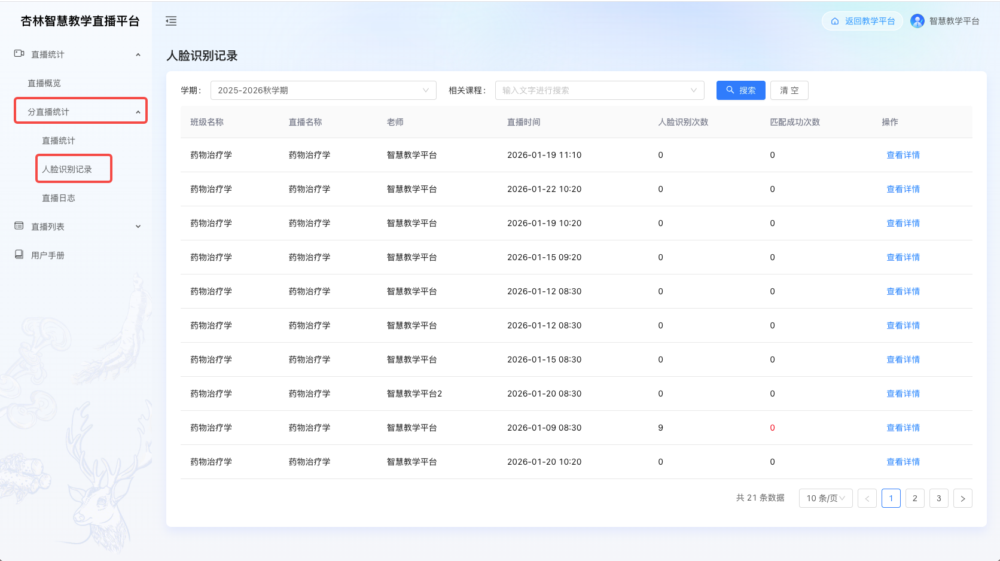 杏林智慧教学直播平台
返回教学平台
智慧教学平台
直播统计
直播概览
分直播统计
直播统计
人脸识别记录
直播日志
直播列表
用户手册
人脸识别记录
学期： 2025-2026秋学期 相关课程： 输入文字进行搜索 搜索 清 空
班级名称 直播名称 老师 直播时间 人脸识别次数 匹配成功次数 操作
药物治疗学 药物治疗学 智慧教学平台 2026-01-19 11:10 0 0 查看详情
药物治疗学 药物治疗学 智慧教学平台 2026-01-22 10:20 0 0 查看详情
药物治疗学 药物治疗学 智慧教学平台 2026-01-19 10:20 0 0 查看详情
药物治疗学 药物治疗学 智慧教学平台 2026-01-15 09:20 0 0 查看详情
药物治疗学 药物治疗学 智慧教学平台 2026-01-12 08:30 0 0 查看详情
药物治疗学 药物治疗学 智慧教学平台 2026-01-12 08:30 0 0 查看详情
药物治疗学 药物治疗学 智慧教学平台 2026-01-15 08:30 0 0 查看详情
药物治疗学 药物治疗学 智慧教学平台2 2026-01-20 08:30 0 0 查看详情
药物治疗学 药物治疗学 智慧教学平台 2026-01-09 08:30 9 0 查看详情
药物治疗学 药物治疗学 智慧教学平台 2026-01-20 10:20 0 0 查看详情
共 21 条数据 10 条/页 < 1 2 3 >